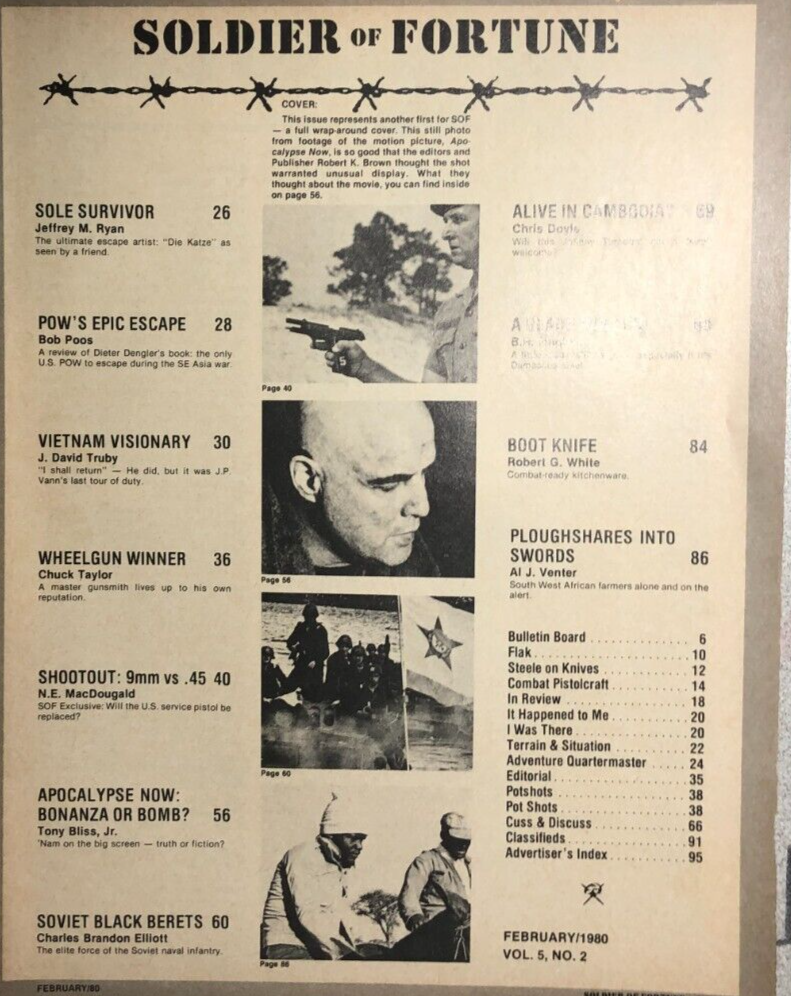 SOLDIER OF FORTUNE
COVER:
This issue represents another first for SOF
— a full wrap-around cover. This still photo
from footage of the motion picture, Apo-
calypse Now, is so good that the editors and
Publisher Robert K. Brown thought the shot
warranted unusual display. What they
thought about the movie, you can find inside
on page 56.
SOLE SURVIVOR 26
Jeffrey M. Ryan
The ultimate escape artist: "Die Katze" as
seen by a friend.
POW'S EPIC ESCAPE 28
Bob Poos
A review of Dieter Dengler's book: the only
U.S. POW to escape during the SE Asia war.
VIETNAM VISIONARY 30
J. David Truby
"I shall return" — He did, but it was J.P.
Vann's last tour of duty.
WHEELGUN WINNER 36
Chuck Taylor
A master gunsmith lives up to his own
reputation.
SHOOTOUT: 9mm vs .45 40
N.E. MacDougald
SOF Exclusive: Will the U.S. service pistol be
replaced?
APOCALYPSE NOW:
BONANZA OR BOMB? 56
Tony Bliss, Jr.
'Nam on the big screen — truth or fiction?
SOVIET BLACK BERETS 60
Charles Brandon Elliott
The elite force of the Soviet naval infantry.
5
Page 40
Page 56
Page 60
Page 86
ALIVE IN CAMBODIA 69
Chris
BOOT KNIFE 84
Robert G. White
Combat-ready kitchenware.
PLOUGHSHARES INTO
SWORDS 86
Al J. Venter
South West African farmers alone and on the
alert.
Bulletin Board . . . . . . . . . . . . . . 6
Flak . . . . . . . . . . . . . . 10
Steele on Knives . . . . . . . . . . . . . . 12
Combat Pistolcraft . . . . . . . . . . . . . . 14
In Review . . . . . . . . . . . . . . 18
It Happened to Me . . . . . . . . . . . . . . 20
I Was There . . . . . . . . . . . . . . 20
Terrain & Situation . . . . . . . . . . . . . . 22
Adventure Quartermaster . . . . . . 24
Editorial . . . . . . . . . . . . . . 35
Potshots . . . . . . . . . . . . . . 38
Pot Shots . . . . . . . . . . . . . . 38
Cuss & Discuss . . . . . . . . . . . . . . 66
Classifieds . . . . . . . . . . . . . . 91
Advertiser's Index . . . . . . . . . . . . . . 95
FEBRUARY/1980
VOL. 5, NO. 2
FEBRUARY/80
SOLDIER OF